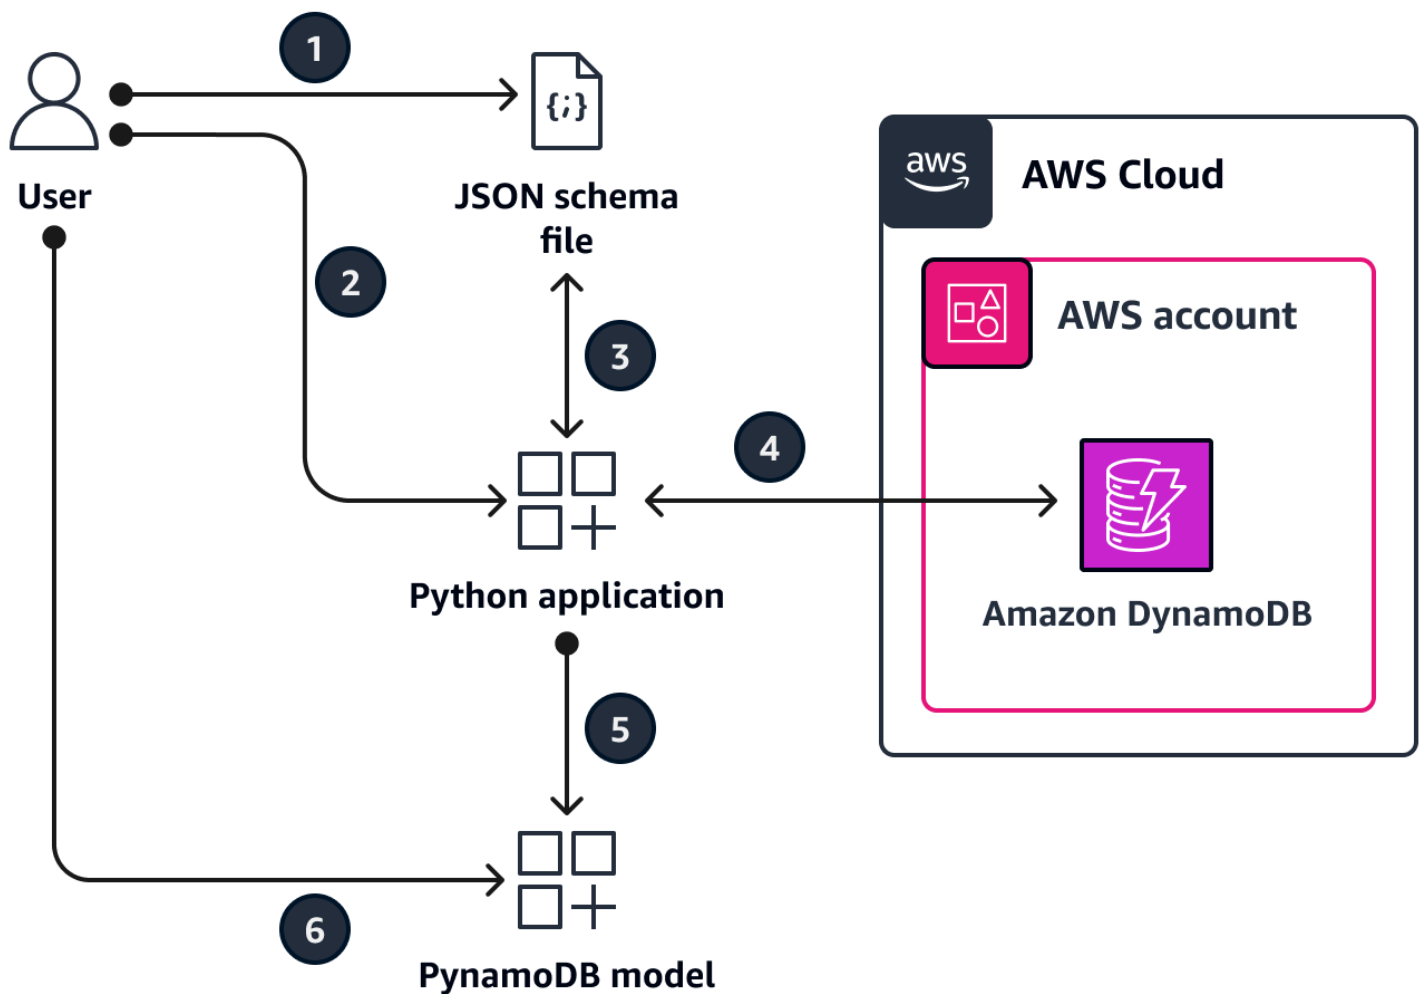 1
User
{;}
JSON schema
file
aws
AWS Cloud
2
AWS account
3
4
Python application
Amazon DynamoDB
5
6
PynamoDB model